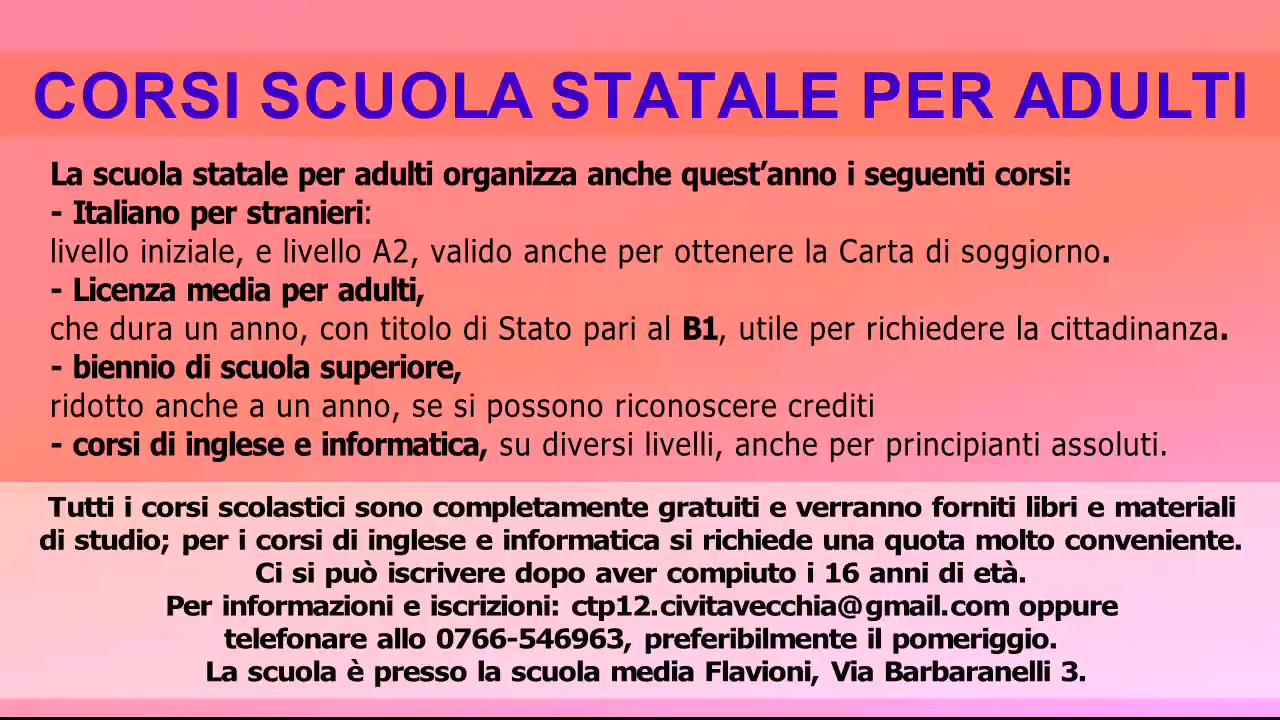 CORSI SCUOLA STATALE PER ADULTI
La scuola statale per adulti organizza anche quest’anno i seguenti corsi:
- Italiano per stranieri:
livello iniziale, e livello A2, valido anche per ottenere la Carta di soggiorno.
- Licenza media per adulti,
che dura un anno, con titolo di Stato pari al B1, utile per richiedere la cittadinanza.
- biennio di scuola superiore,
ridotto anche a un anno, se si possono riconoscere crediti
- corsi di inglese e informatica, su diversi livelli, anche per principianti assoluti.
Tutti i corsi scolastici sono completamente gratuiti e verranno forniti libri e materiali
di studio; per i corsi di inglese e informatica si richiede una quota molto conveniente.
Ci si può iscrivere dopo aver compiuto i 16 anni di età.
Per informazioni e iscrizioni: ctp12.civitavecchia@gmail.com oppure
telefonare allo 0766-546963, preferibilmente il pomeriggio.
La scuola è presso la scuola media Flavioni, Via Barbaranelli 3.